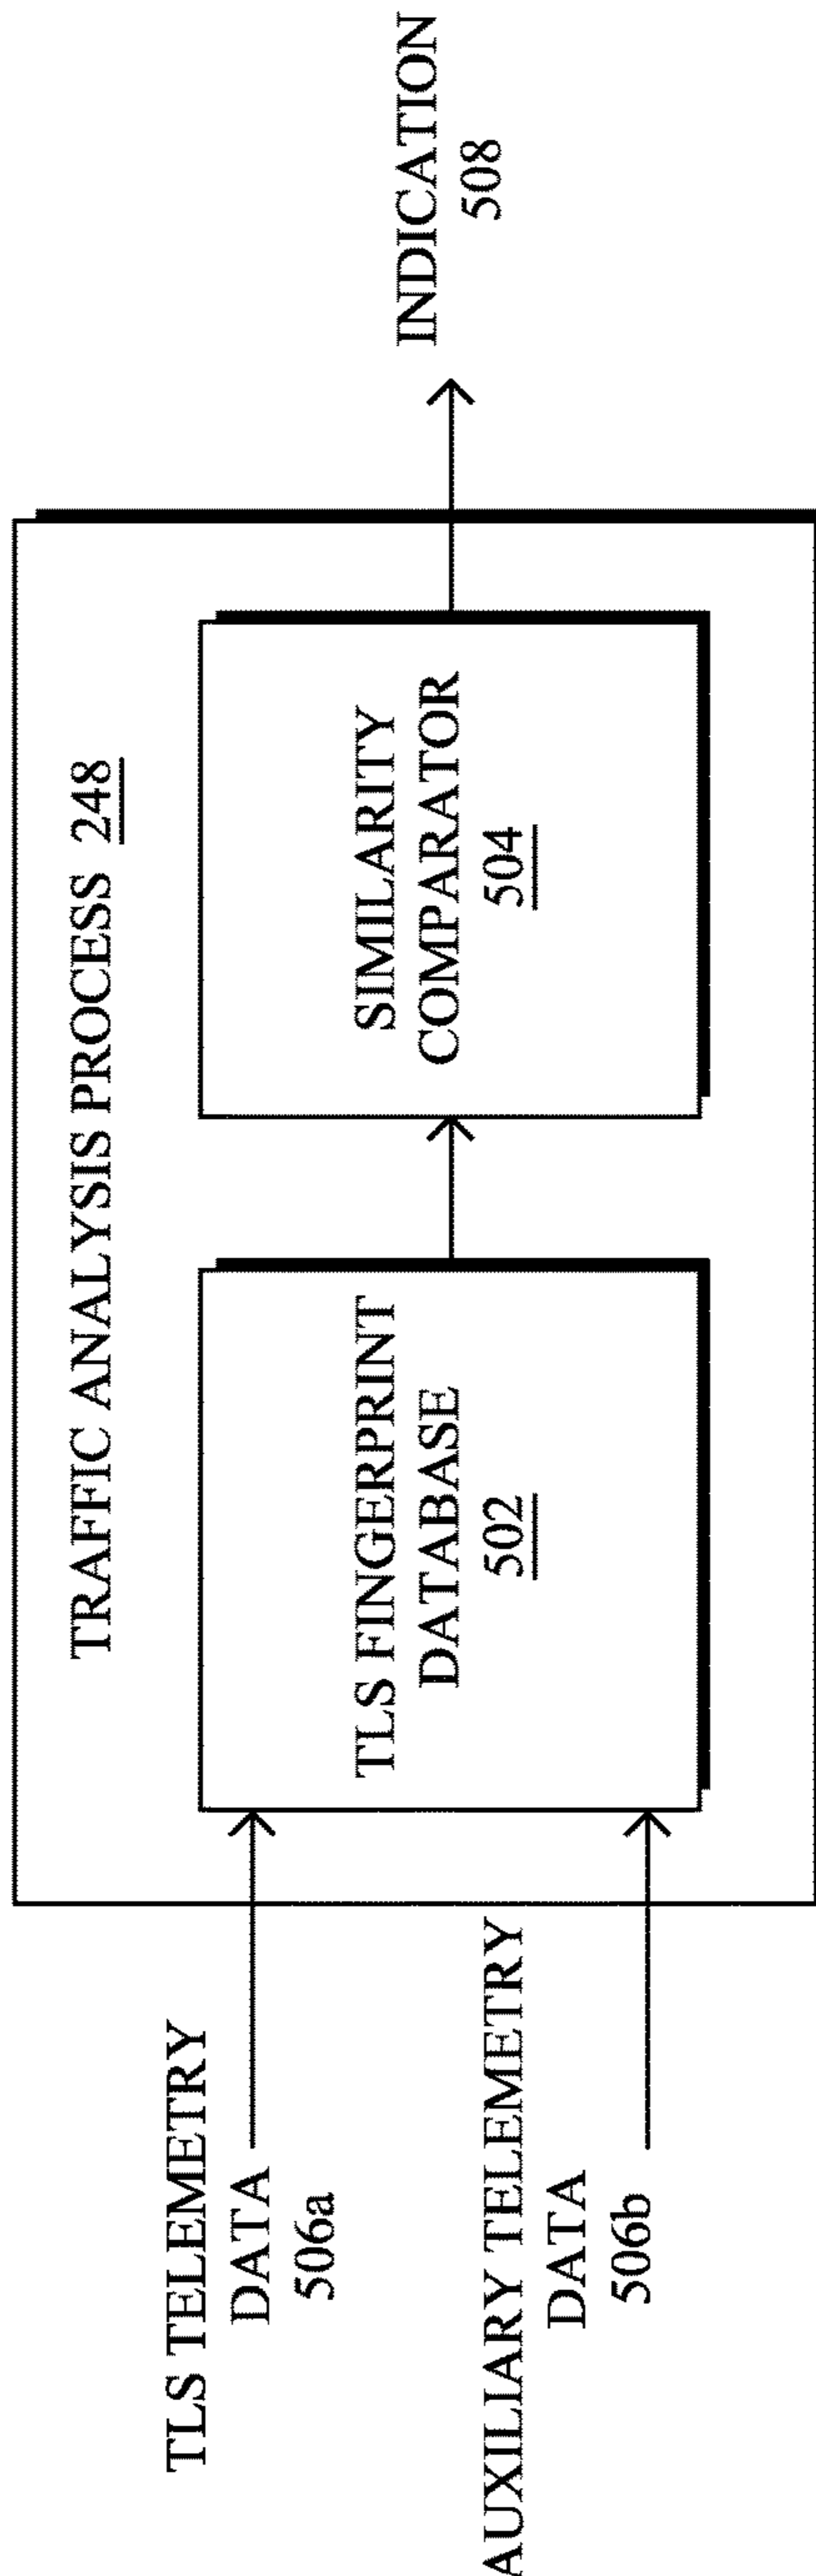 TRAFFIC ANALYSIS PROCESS 248
TLS TELEMETRY
DATA
506a
AUXILIARY TELEMETRY
DATA
506b
TLS FINGERPRINT
DATABASE
502
SIMILARITY
COMPARATOR
504
INDICATION
508